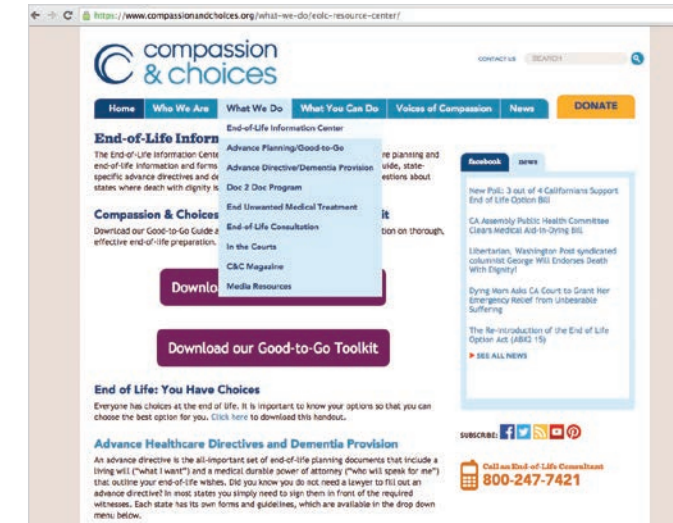 https://www.compassionandchoices.org/what-we-do/eolc-resource-center/
compassion
& choices
CONTACT US
SEARCH
Home
Who We Are
What We Do
What You Can Do
Voices of Compassion
News
DONATE
End-of-Life Information Center
Advance Planning/Good-to-Go
Advance Directive/Dementia Provision
Doc 2 Doc Program
End Unwanted Medical Treatment
End-of-Life Consultation
In the Courts
C&C Magazine
Media Resources
End-of-Life Inform
The End-of-Life Information Cente
re planning and
end-of-life information and forms
uide, state-
specific advance directives and de
estions about
states where death with dignity is
Compassion & Choices
it
Download our Good-to-Go Guide a
tion on thorough,
effective end-of-life preparation.
Downlo
Download our Good-to-Go Toolkit
End of Life: You Have Choices
Everyone has choices at the end of life. It is important to know your options so that you can
choose the best option for you. Click here to download this handout.
Advance Healthcare Directives and Dementia Provision
An advance directive is the all-important set of end-of-life planning documents that include a
living will ("what I want") and a medical durable power of attorney ("who will speak for me")
that outline your end-of-life wishes. Did you know you do not need a lawyer to fill out an
advance directive? In most states you simply need to sign them in front of the required
witnesses. Each state has its own forms and guidelines, which are available in the drop down
menu below.
facebook
news
New Poll: 3 out of 4 Californians Support
End of Life Option Bill
CA Assembly Public Health Committee
Clears Medical Aid-in-Dying Bill
Libertarian, Washington Post syndicated
columnist George Will Endorses Death
With Dignity!
Dying Mom Asks CA Court to Grant Her
Emergency Relief from Unbearable
Suffering
The Re-Introduction of the End of Life
Option Act (ABX2 15)
SEE ALL NEWS
SUBSCRIBE:
Call an End-of-Life Consultant
800-247-7421